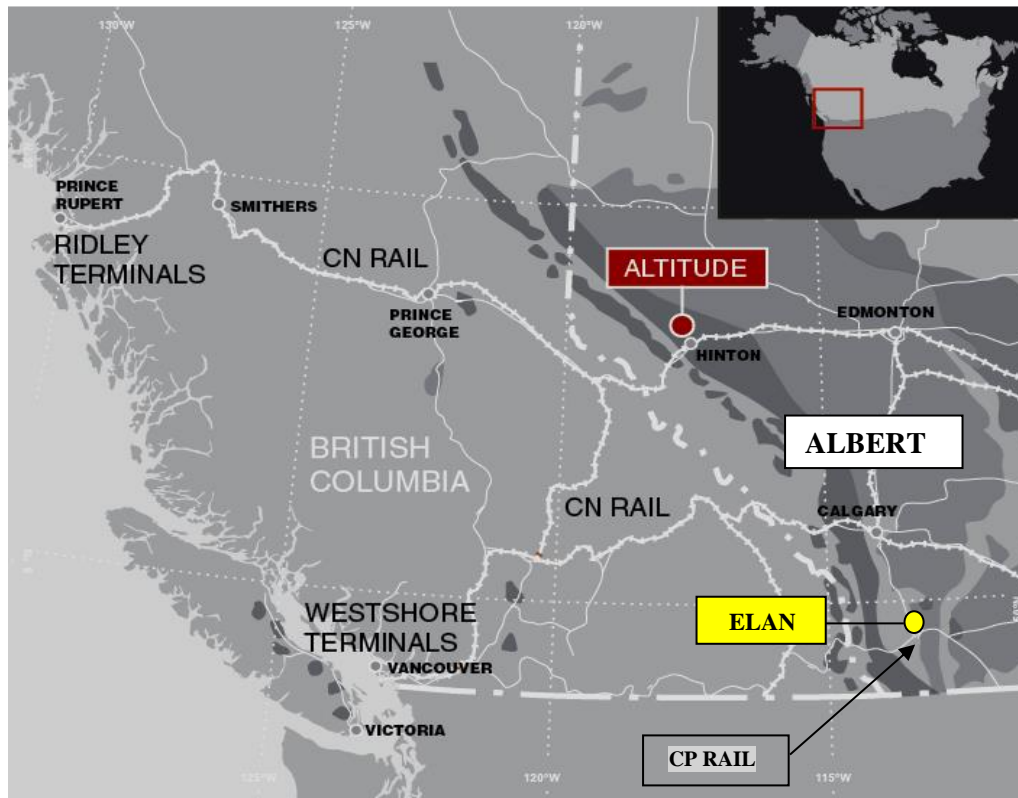 130°W
125°W
120°W
PRINCE
RUPERT
SMITHERS
RIDLEY
TERMINALS
CN RAIL
ALTITUDE
PRINCE
GEORGE
EDMONTON
HINTON
BRITISH
COLUMBIA
ALBERT
CN RAIL
CALGARY
WESTSHORE
TERMINALS
ELAN
VANCOUVER
VICTORIA
CP RAIL
125°W
120°W
115°W